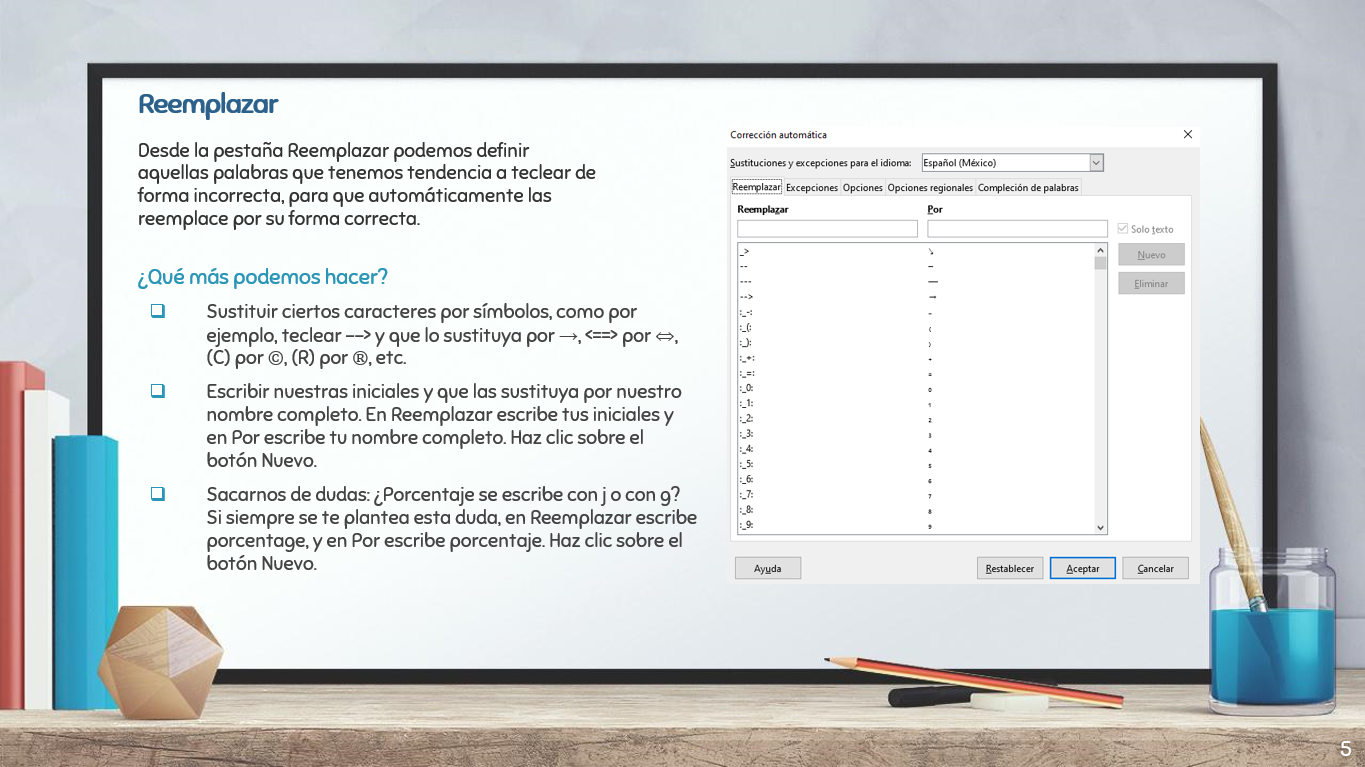 Reemplazar
Desde la pestaña Reemplazar podemos definir
aquellas palabras que tenemos tendencia a teclear de
forma incorrecta, para que automáticamente las
reemplace por su forma correcta.
¿Qué más podemos hacer?
❑ Sustituir ciertos caracteres por símbolos, como por
ejemplo, teclear --> y que lo sustituya por →, <==> por ⇔,
(C) por ©, (R) por ®, etc.
❑ Escribir nuestras iniciales y que las sustituya por nuestro
nombre completo. En Reemplazar escribe tus iniciales y
en Por escribe tu nombre completo. Haz clic sobre el
botón Nuevo.
❑ Sacarnos de dudas: ¿Porcentaje se escribe con j o con g?
Si siempre se te plantea esta duda, en Reemplazar escribe
porcentage, y en Por escribe porcentaje. Haz clic sobre el
botón Nuevo.
Corrección automática
Sustituciones y excepciones para el idioma: Español (México)
Reemplazar Excepciones Opciones Opciones regionales Compleción de palabras
Reemplazar Por
Solo texto
Nuevo
Eliminar
_> ↘
-- –
--- —
--> →
:_-: ₋
:_(: ₍
:_): ₎
:_+: ₊
:_=: ₌
:_0: ₀
:_1: ₁
:_2: ₂
:_3: ₃
:_4: ₄
:_5: ₅
:_6: ₆
:_7: ₇
:_8: ₈
:_9: ₉
Ayuda Restablecer Aceptar Cancelar
5